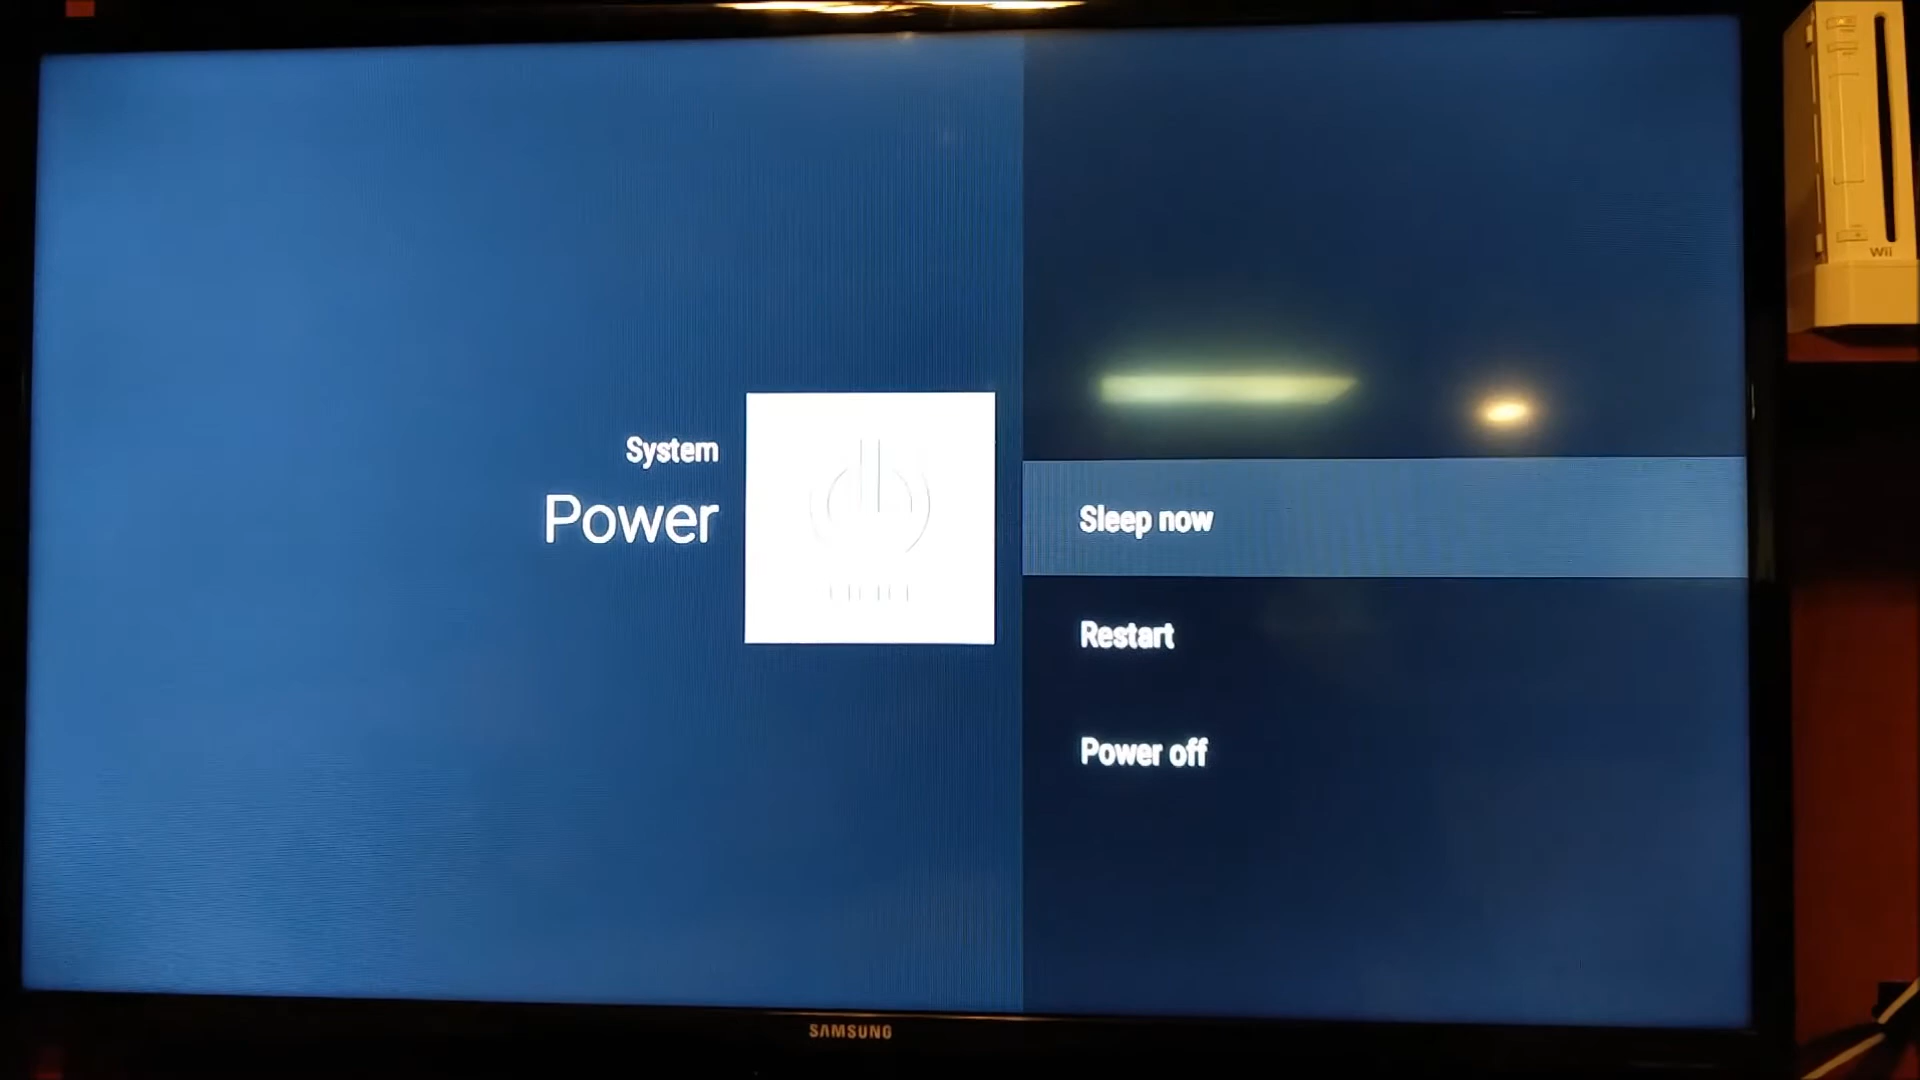 System
Power
Sleep now
Restart
Power off
SAMSUNG
Wii